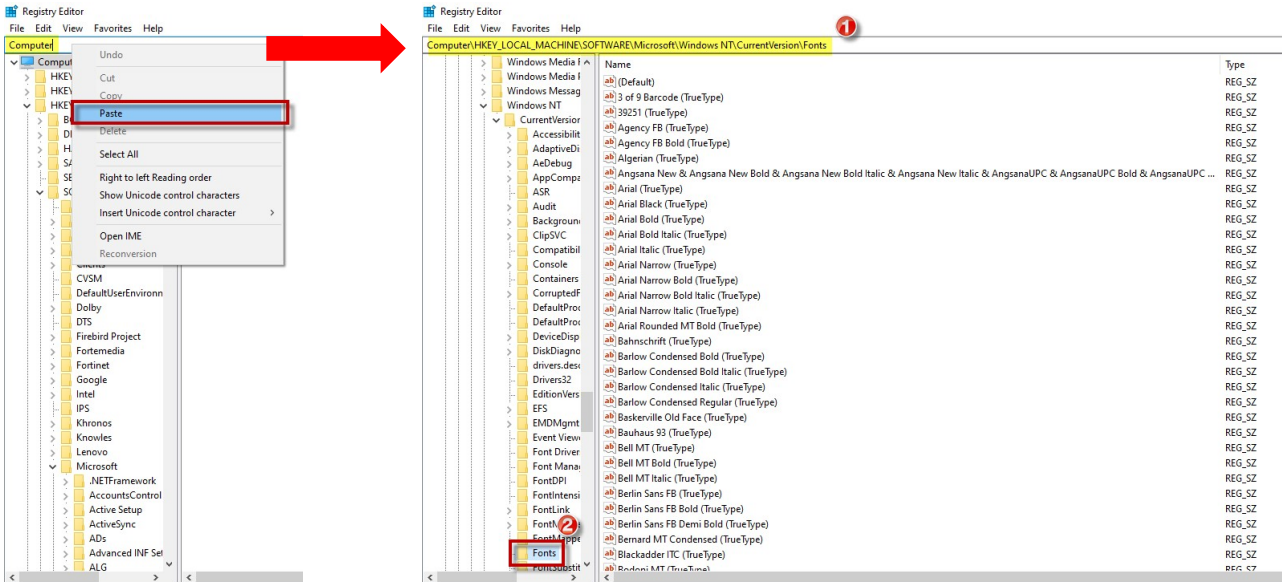 Registry Editor
File Edit View Favorites Help
Computer
Undo
Cut
Copy
Paste
Delete
Select All
Right to left Reading order
Show Unicode control characters
Insert Unicode control character
Open IME
Reconversion
Comput
HKEY
HKEY
HKEY
SA
SO
Clients
CVSM
DefaultUserEnvironn
Dolby
DTS
Firebird Project
Fortemedia
Fortinet
Google
Intel
IPS
Khronos
Knowles
Lenovo
Microsoft
.NETFramework
AccountsControl
Active Setup
ActiveSync
ADs
Advanced INF Set
ALG
Registry Editor
File Edit View Favorites Help
1
Computer\HKEY_LOCAL_MACHINE\SOFTWARE\Microsoft\Windows NT\CurrentVersion\Fonts
Windows Media F
Windows Media F
Windows Messag
Windows NT
CurrentVersion
Accessibilit
AdaptiveDi
AeDebug
AppCompa
ASR
Audit
Backgroun
ClipSVC
Compatibil
Console
Containers
CorruptedF
DefaultProd
DefaultProd
DeviceDisp
DiskDiagno
drivers.desc
Drivers32
EditionVers
EFS
EMDMgmt
Event View
Font Driver
Font Mana
FontDPI
FontIntensi
FontLink
2
FontMappe
Fonts
FontSubstit
Name Type
(Default) REG_SZ
3 of 9 Barcode (TrueType) REG_SZ
39251 (TrueType) REG_SZ
Agency FB (TrueType) REG_SZ
Agency FB Bold (TrueType) REG_SZ
Algerian (TrueType) REG_SZ
Angsana New & Angsana New Bold & Angsana New Bold Italic & Angsana New Italic & AngsanaUPC & AngsanaUPC Bold & AngsanaUPC ... REG_SZ
Arial (TrueType) REG_SZ
Arial Black (TrueType) REG_SZ
Arial Bold (TrueType) REG_SZ
Arial Bold Italic (TrueType) REG_SZ
Arial Italic (TrueType) REG_SZ
Arial Narrow (TrueType) REG_SZ
Arial Narrow Bold (TrueType) REG_SZ
Arial Narrow Bold Italic (TrueType) REG_SZ
Arial Narrow Italic (TrueType) REG_SZ
Arial Rounded MT Bold (TrueType) REG_SZ
Bahnschrift (TrueType) REG_SZ
Barlow Condensed Bold (TrueType) REG_SZ
Barlow Condensed Bold Italic (TrueType) REG_SZ
Barlow Condensed Italic (TrueType) REG_SZ
Barlow Condensed Regular (TrueType) REG_SZ
Baskerville Old Face (TrueType) REG_SZ
Bauhaus 93 (TrueType) REG_SZ
Bell MT (TrueType) REG_SZ
Bell MT Bold (TrueType) REG_SZ
Bell MT Italic (TrueType) REG_SZ
Berlin Sans FB (TrueType) REG_SZ
Berlin Sans FB Bold (TrueType) REG_SZ
Berlin Sans FB Demi Bold (TrueType) REG_SZ
Bernard MT Condensed (TrueType) REG_SZ
Blackadder ITC (TrueType) REG_SZ
Bodoni MT (TrueType) REG_SZ